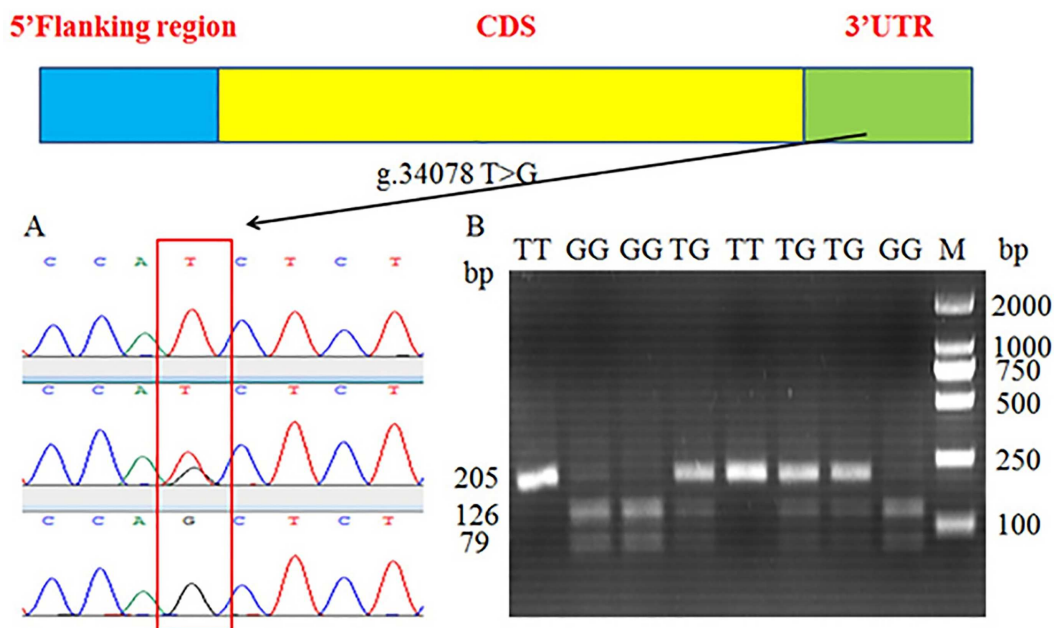 5'Flanking region CDS 3'UTR
g.34078 T>G
A
C C A T C T C T
C C A T C T C T
C C A G C T C T
B
TT GG GG TG TT TG TG GG M bp
bp
2000
1000
750
500
250
205
126
100
79